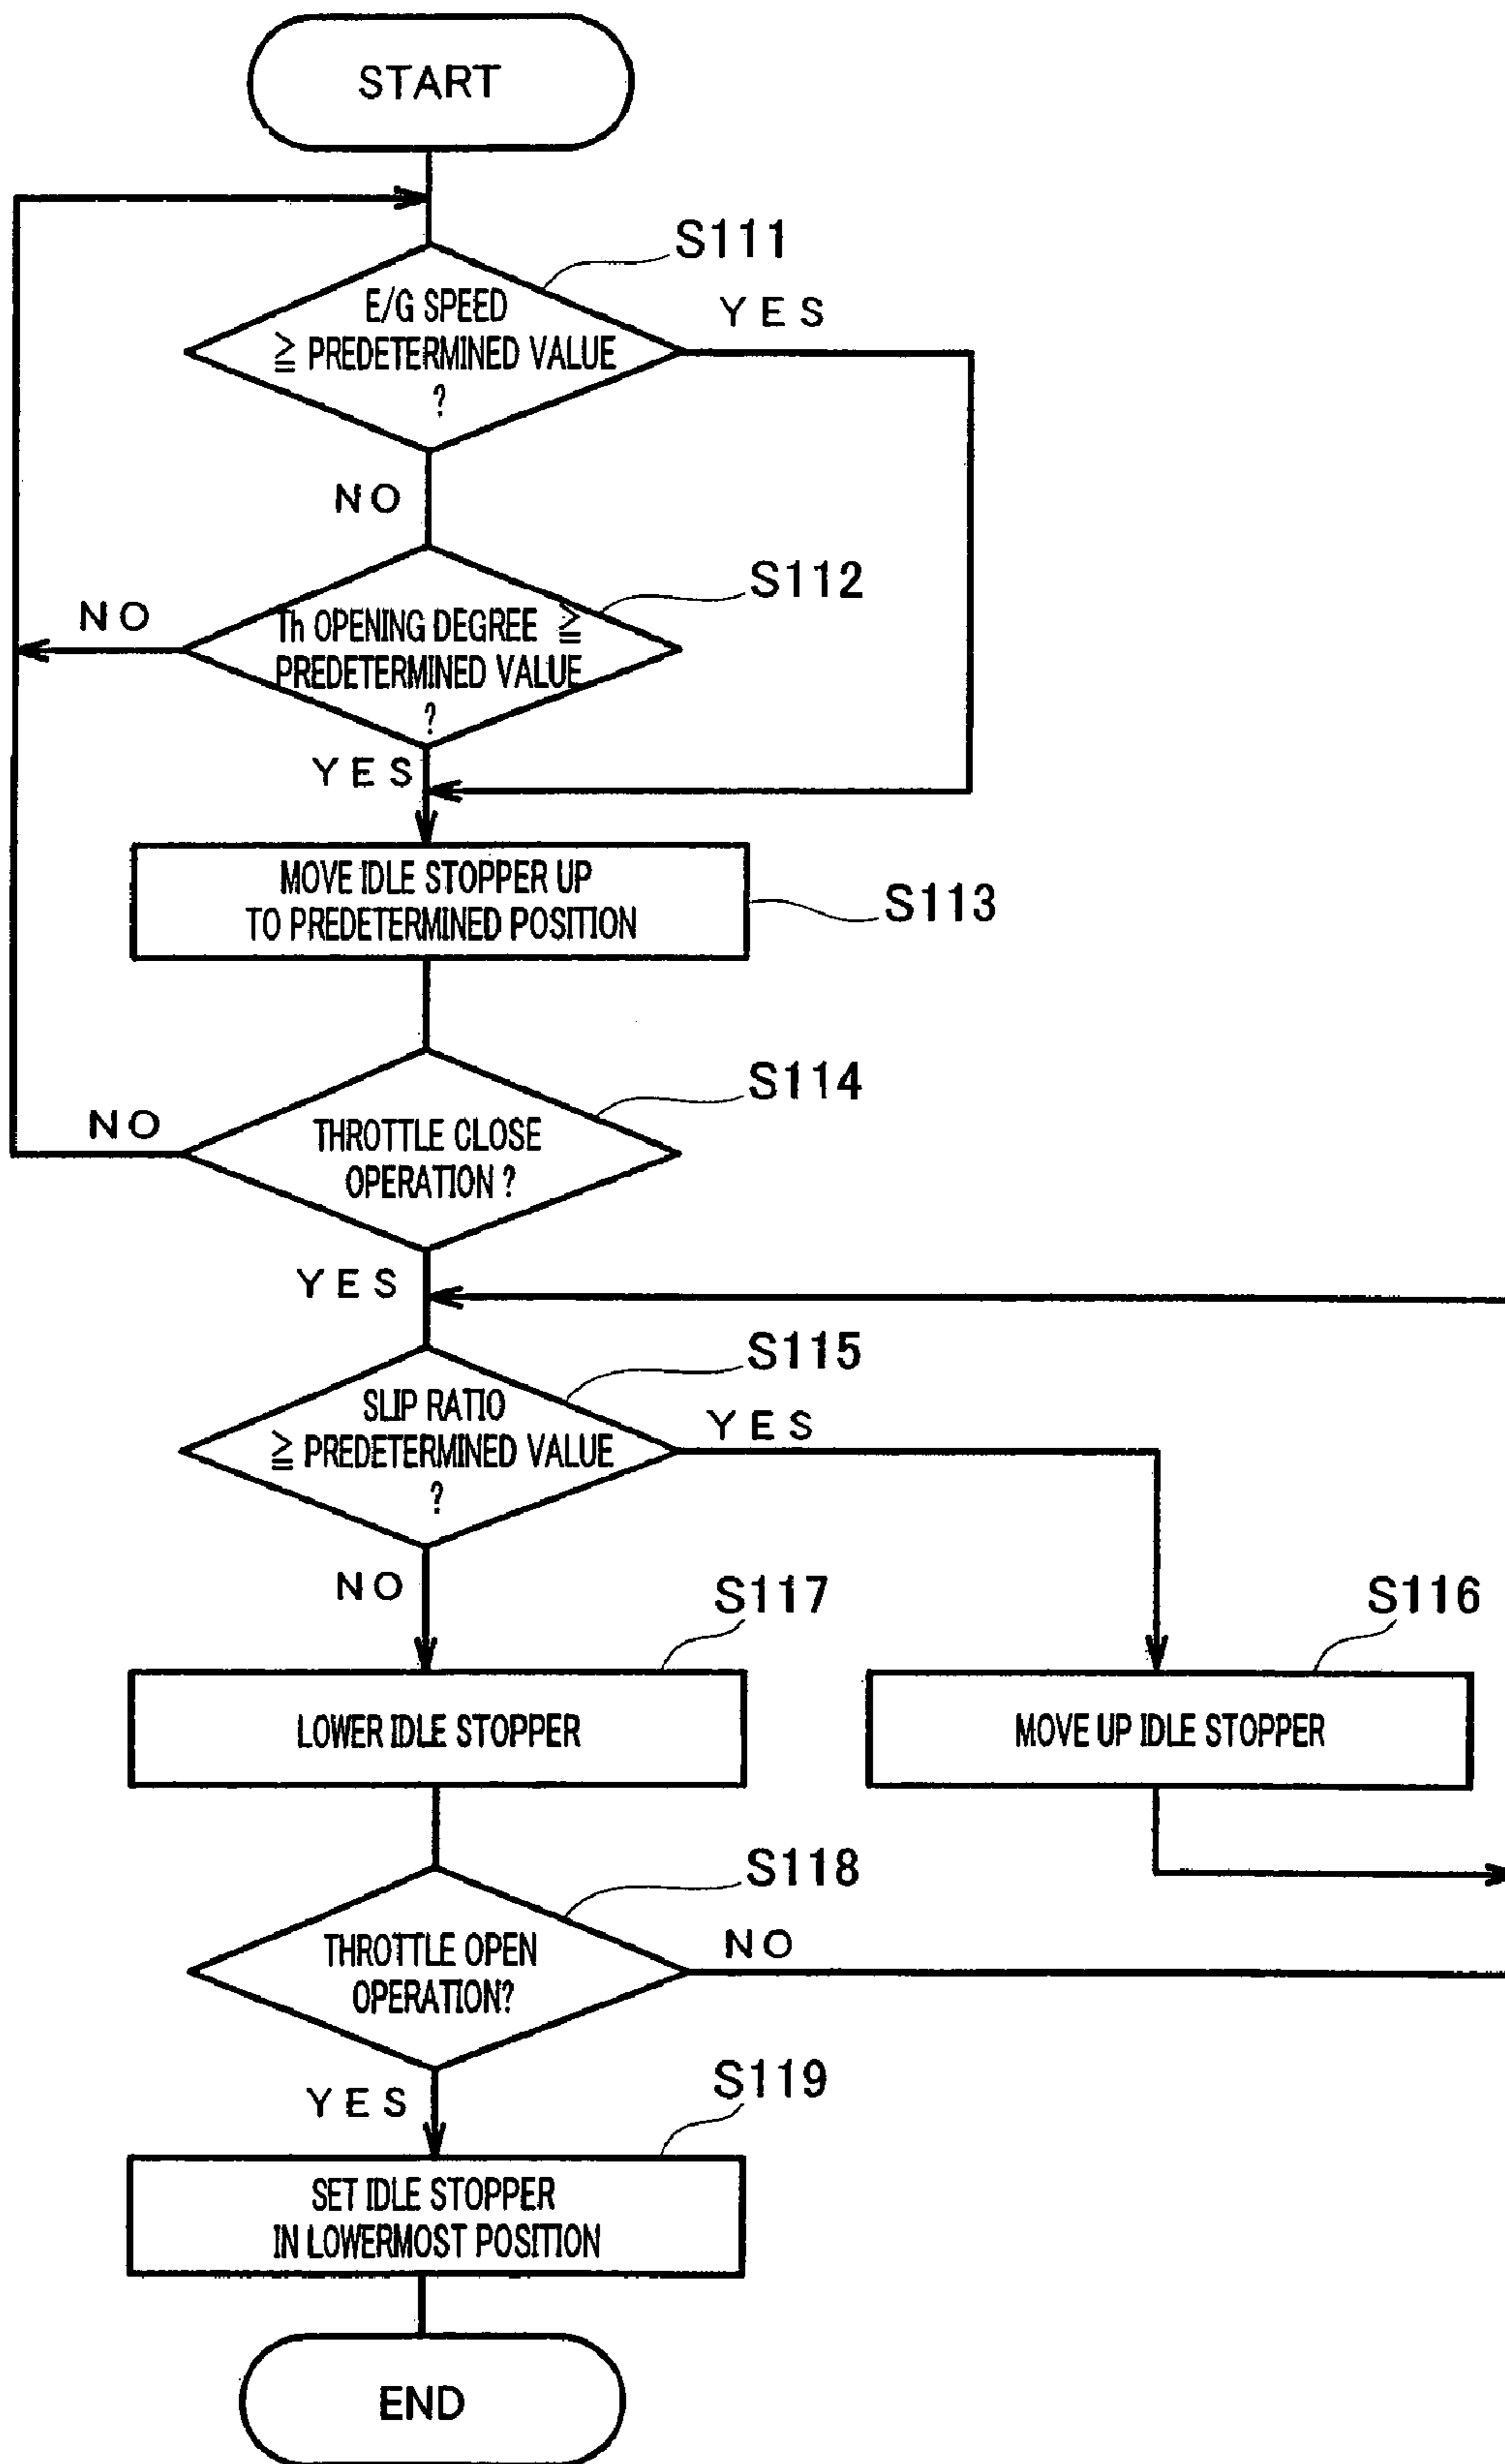 START
S111
E/G SPEED
≧ PREDETERMINED VALUE
?
YES
NO
S112
Th OPENING DEGREE ≧
PREDETERMINED VALUE
?
NO
YES
MOVE IDLE STOPPER UP
TO PREDETERMINED POSITION
S113
S114
THROTTLE CLOSE
OPERATION ?
NO
YES
S115
SLIP RATIO
≧ PREDETERMINED VALUE
?
YES
NO
S117
LOWER IDLE STOPPER
S116
MOVE UP IDLE STOPPER
S118
THROTTLE OPEN
OPERATION?
NO
YES
S119
SET IDLE STOPPER
IN LOWERMOST POSITION
END